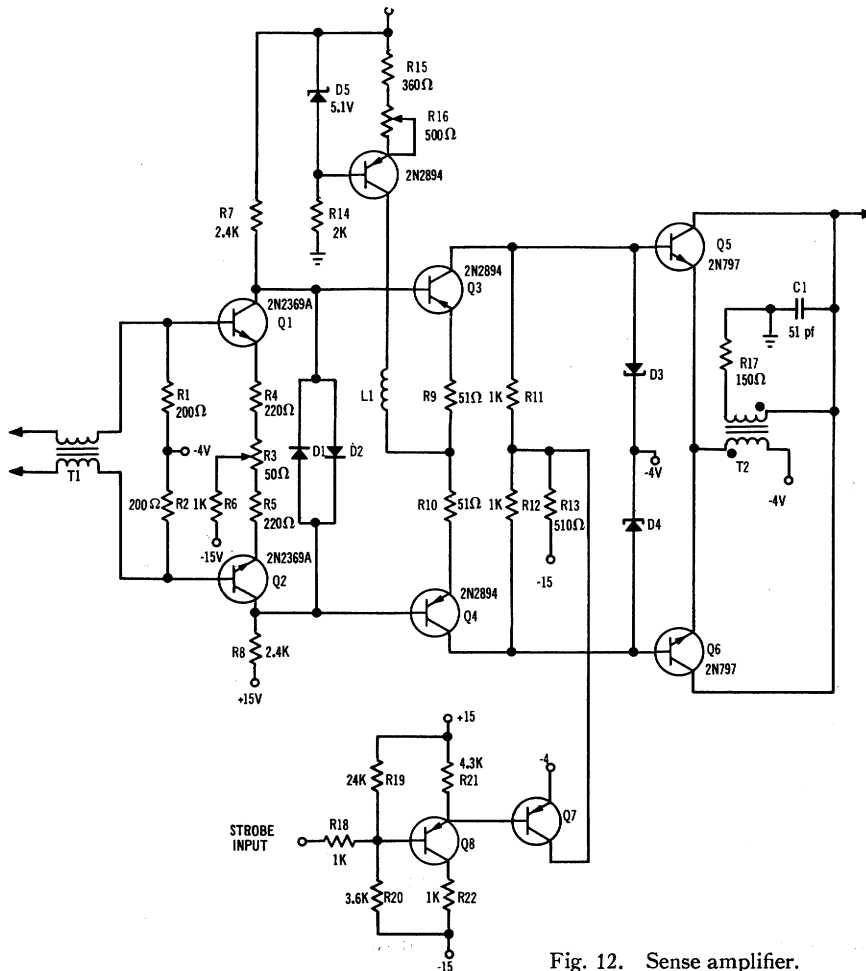 C
R15
360Ω
D5
5.1V
R16
500Ω
2N2894
R7
2.4K
R14
2K
2N2369A
Q1
2N2894
Q3
Q5
2N797
C1
51 pf
R17
150Ω
R1
200Ω
R4
220Ω
L1
R9
51Ω
1K
R11
D3
-4V
R3
50Ω
D1
D2
-4V
T2
-4V
T1
200Ω
R2
1K
R6
R5
220Ω
R10
51Ω
1K
R12
R13
510Ω
D4
-15V
-15
2N2369A
Q2
2N2894
Q4
R8
2.4K
+15V
Q6
2N797
+15
24K
R19
4.3K
R21
-4
Q7
STROBE
INPUT
R18
1K
Q8
3.6K
R20
1K
R22
-15
Fig. 12. Sense amplifier.